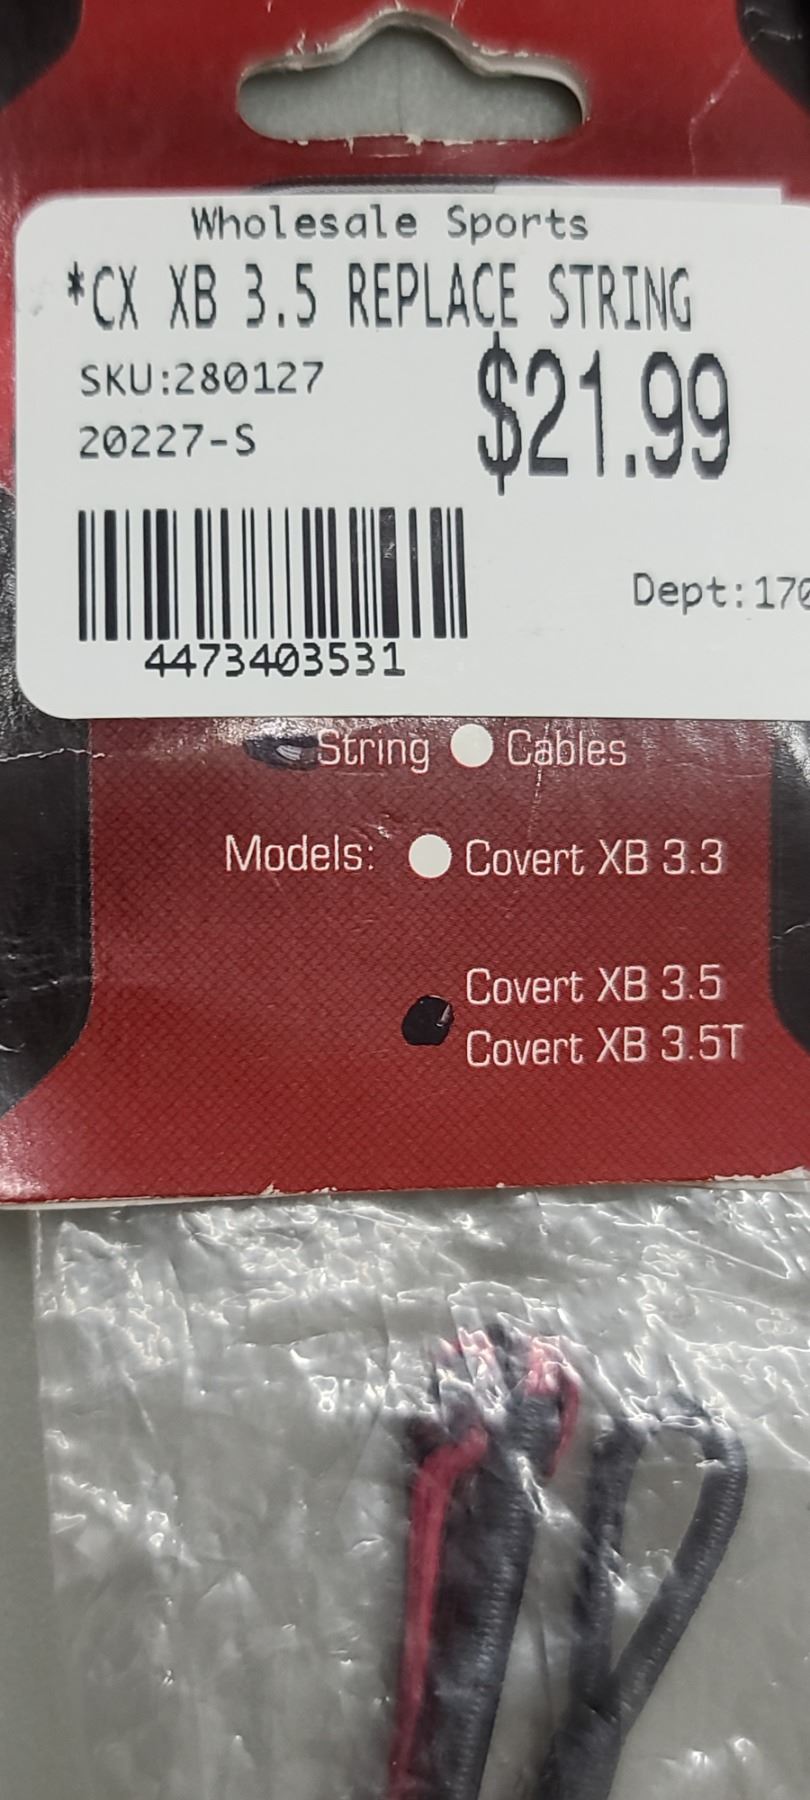 Wholesale Sports
*CX XB 3.5 REPLACE STRING
SKU:280127
$21.99
20227-S
Dept:170
4473403531
String Cables
Models: Covert XB 3.3
Covert XB 3.5
Covert XB 3.5T